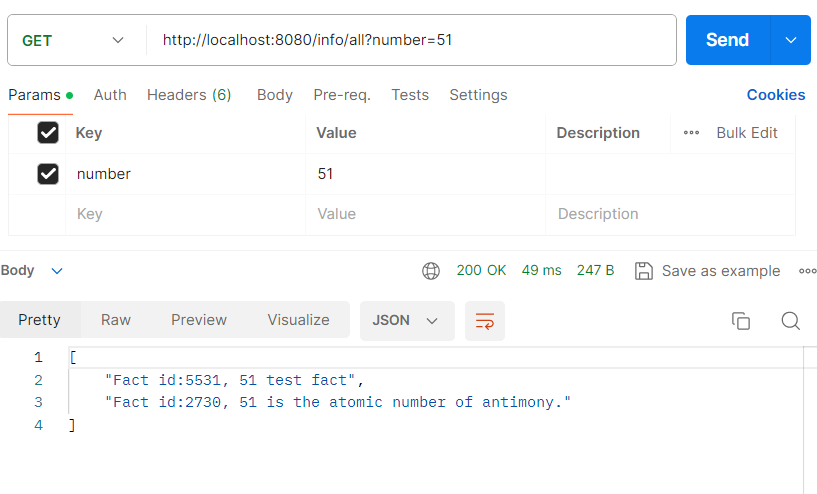 GET http://localhost:8080/info/all?number=51 Send
Params Auth Headers (6) Body Pre-req. Tests Settings Cookies
Key Value Description Bulk Edit
number 51
Key Value Description
Body 200 OK 49 ms 247 B Save as example
Pretty Raw Preview Visualize JSON
1 [
2 "Fact id:5531, 51 test fact",
3 "Fact id:2730, 51 is the atomic number of antimony."
4 ]